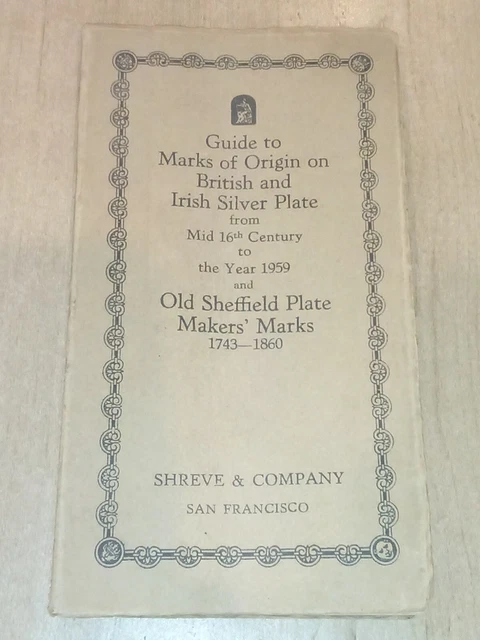 Guide to
Marks of Origin on
British and
Irish Silver Plate
from
Mid 16th Century
to
the Year 1959
and
Old Sheffield Plate
Makers' Marks
1743—1860
SHREVE & COMPANY
SAN FRANCISCO